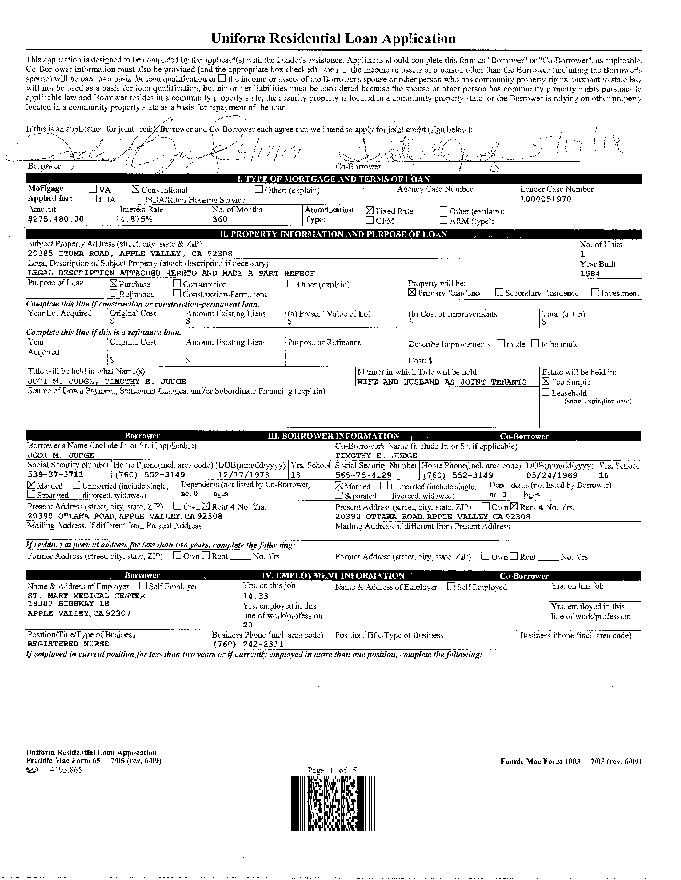 Uniform Residential Loan Application
This application is designed to be completed by the applicant(s) with the Lender's assistance. Applicants should complete this form as "Borrower" or "Co-Borrower", as applicable.
Co-Borrower information must also be provided (and the appropriate box checked) when the income or assets of a person other than the Borrower (including the Borrower's
spouse) will be used as a basis for loan qualification or the income or assets of the Borrower's spouse or other person who has community property rights pursuant to state law
will not be used as a basis for loan qualification, but his or her liabilities must be considered because the spouse or other person has community property rights pursuant to
applicable law and Borrower resides in a community property state, the security property is located in a community property state, or the Borrower is relying on other property
located in a community property state as a basis for repayment of the loan.
If this is an application for joint credit, Borrower and Co-Borrower each agree that we intend to apply for joint credit (sign below):
Borrower Co-Borrower
I. TYPE OF MORTGAGE AND TERMS OF LOAN
Mortgage VA Conventional Other (explain) Agency Case Number Lender Case Number
Applied for: FHA USDA/Rural Housing Service
Amount Interest Rate No. of Months Amortization Fixed Rate Other (explain)
$275,480.00 360 Type: GPM ARM (type):
II. PROPERTY INFORMATION AND PURPOSE OF LOAN
Subject Property Address (street, city, state & ZIP) No. of Units
ROAD, APPLE VALLEY, CA 92308 1
Legal Description of Subject Property (attach description if necessary) Year Built
LEGAL DESCRIPTION ATTACHED HERETO AND MADE A PART HEREOF 1984
Purpose of Loan Purchase Construction Other (explain) Property will be:
Refinance Construction-Permanent Primary Residence Secondary Residence Investment
Complete this line if construction or construction-permanent loan.
Year Lot Acquired Original Cost Amount Existing Liens (a) Present Value of Lot (b) Cost of Improvements Total (a + b)
$ $ $ $ $
Complete this line if this is a refinance loan.
Year Original Cost Amount Existing Liens Purpose of Refinance Describe Improvements made to be made
Acquired
$ $ Cost: $
Title will be held in what Name(s) Manner in which Title will be held Estate will be held in:
JUDGE, TIMOTHY E. JUDGE WIFE AND HUSBAND AS JOINT TENANTS Fee Simple
Source of Down Payment, Settlement Charges, and/or Subordinate Financing (explain) Leasehold
(show expiration date)
Borrower III. BORROWER INFORMATION Co-Borrower
Borrower's Name (include Jr. or Sr. if applicable) Co-Borrower's Name (include Jr. or Sr. if applicable)
M. JUDGE TIMOTHY E. JUDGE
Social Security Number Home Phone (incl. area code) DOB (mm/dd/yyyy) Yrs. School Social Security Number Home Phone (incl. area code) DOB (mm/dd/yyyy) Yrs. School
(760) 552-3149 (760) 552-3149 16
Married Unmarried (include single, Dependents (not listed by Co-Borrower) Married Unmarried (include single, Dependents (not listed by Borrower)
Separated divorced, widowed) no. ages Separated divorced, widowed) no. ages
Present Address (street, city, state, ZIP) Own Rent 4 No. Yrs. Present Address (street, city, state, ZIP) Own Rent 4 No. Yrs.
20390 OTTAWA ROAD, APPLE VALLEY, CA 92308 20390 OTTAWA ROAD, APPLE VALLEY, CA 92308
Mailing Address, if different from Present Address Mailing Address, if different from Present Address
If residing at present address for less than two years, complete the following:
Former Address (street, city, state, ZIP) Own Rent No. Yrs. Former Address (street, city, state, ZIP) Own Rent No. Yrs.
Borrower IV. EMPLOYMENT INFORMATION Co-Borrower
Name & Address of Employer Self Employed Yrs. on this job Name & Address of Employer Self Employed Yrs. on this job
ST. MARY MEDICAL CENTER
HIGHWAY 18 Yrs. employed in this Yrs. employed in this
APPLE VALLEY, CA 92307 line of work/profession line of work/profession
20
Position/Title/Type of Business Business Phone (incl. area code) Position/Title/Type of Business Business Phone (incl. area code)
REGISTERED NURSE (760) 242-2311
If employed in current position for less than two years or if currently employed in more than one position, complete the following:
Uniform Residential Loan Application
Freddie Mac Form 65 7/05 (rev. 6/09) Fannie Mae Form 1003 7/05 (rev. 6/09)
Page 1 of 5